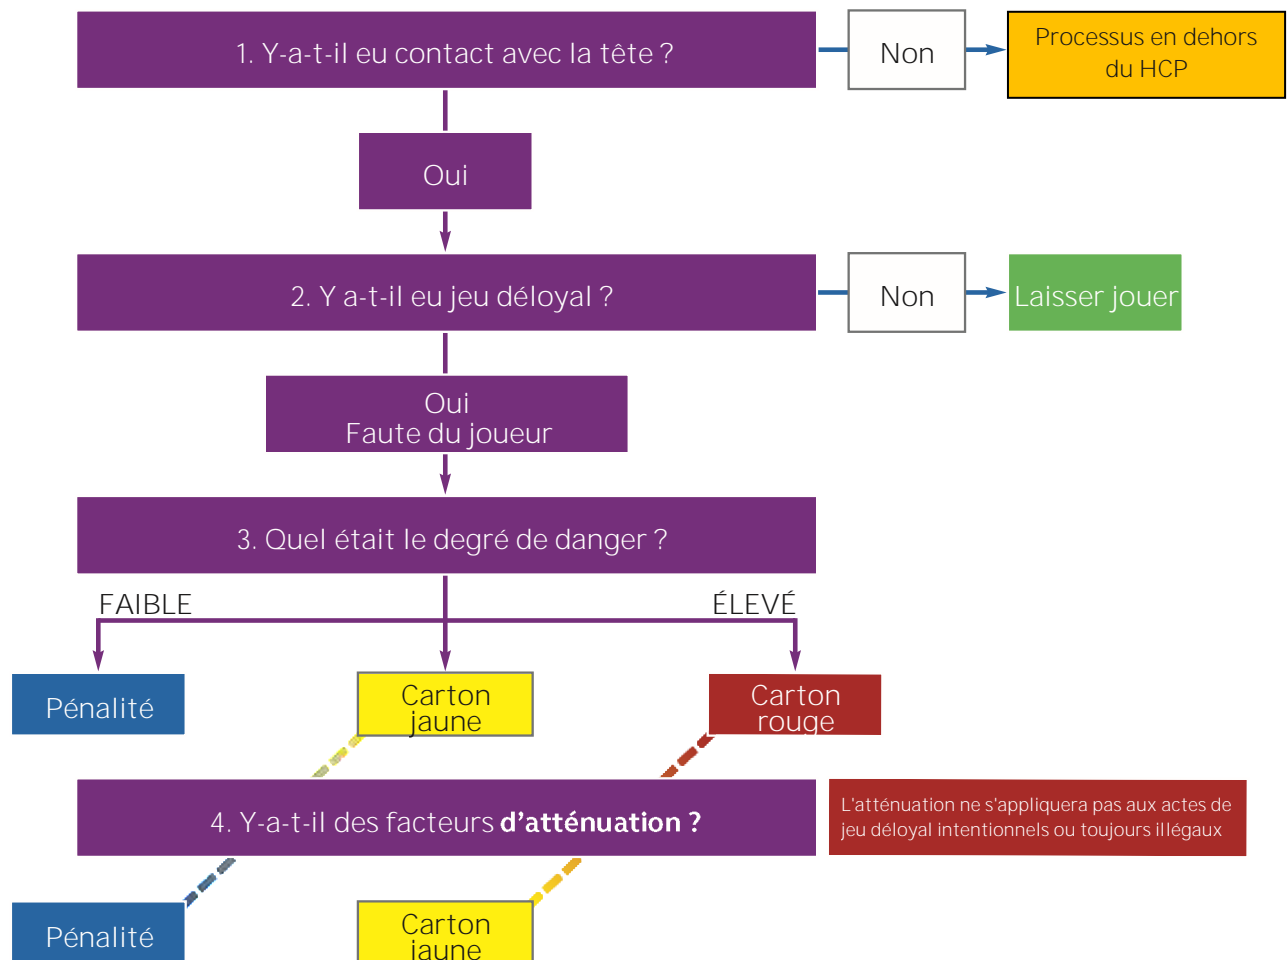 1. Y-a-t-il eu contact avec la tête ?
Non
Processus en dehors
du HCP
Oui
2. Y a-t-il eu jeu déloyal ?
Non
Laisser jouer
Oui
Faute du joueur
3. Quel était le degré de danger ?
FAIBLE
ÉLEVÉ
Pénalité
Carton
jaune
Carton
rouge
4. Y-a-t-il des facteurs d'atténuation ?
L'atténuation ne s'appliquera pas aux actes de
jeu déloyal intentionnels ou toujours illégaux
Pénalité
Carton
jaune